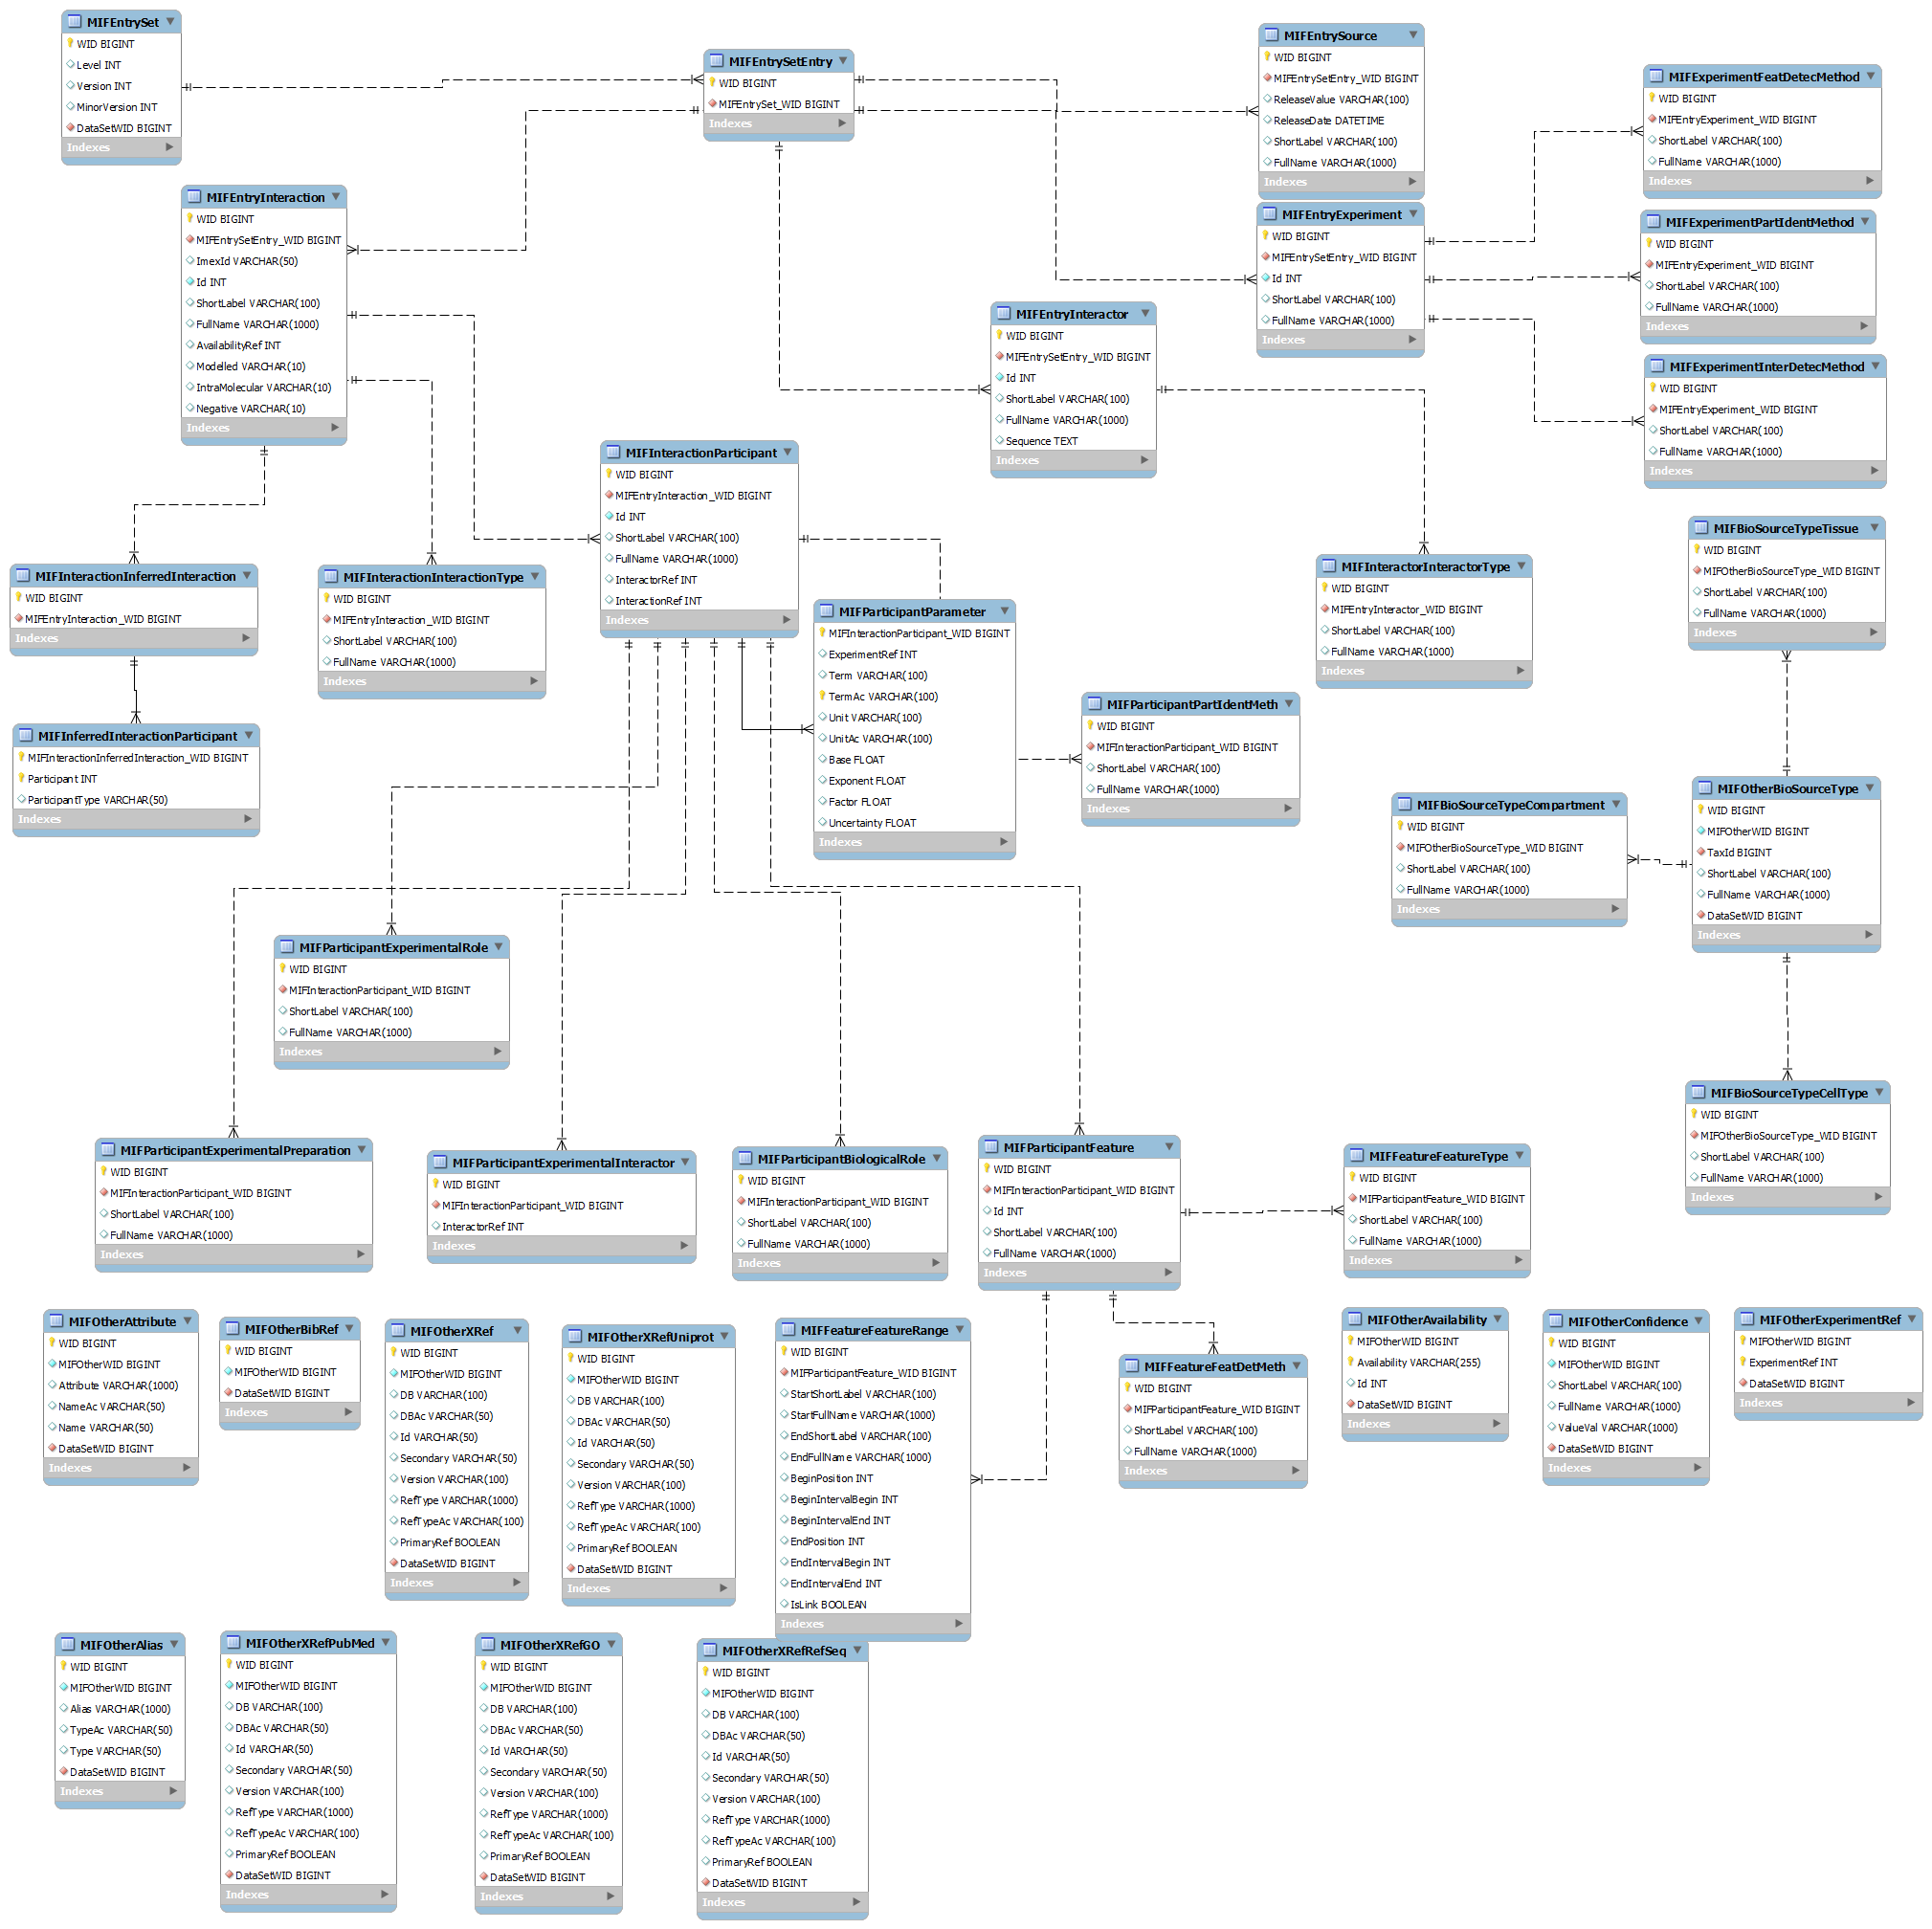 MIFEntrySet
WID BIGINT
Level INT
Version INT
MinorVersion INT
DataSetWID BIGINT
Indexes
MIFEntrySetEntry
WID BIGINT
MIFEntrySet_WID BIGINT
Indexes
MIFEntrySource
WID BIGINT
MIFEntrySetEntry_WID BIGINT
ReleaseValue VARCHAR(100)
ReleaseDate DATETIME
ShortLabel VARCHAR(100)
FullName VARCHAR(1000)
Indexes
MIFExperimentFeatDetecMethod
WID BIGINT
MIFEntryExperiment_WID BIGINT
ShortLabel VARCHAR(100)
FullName VARCHAR(1000)
Indexes
MIFEntryInteraction
WID BIGINT
MIFEntrySetEntry_WID BIGINT
ImexId VARCHAR(50)
Id INT
ShortLabel VARCHAR(100)
FullName VARCHAR(1000)
AvailabilityRef INT
Modelled VARCHAR(10)
IntraMolecular VARCHAR(10)
Negative VARCHAR(10)
Indexes
MIFEntryExperiment
WID BIGINT
MIFEntrySetEntry_WID BIGINT
Id INT
ShortLabel VARCHAR(100)
FullName VARCHAR(1000)
Indexes
MIFExperimentPartIdentMethod
WID BIGINT
MIFEntryExperiment_WID BIGINT
ShortLabel VARCHAR(100)
FullName VARCHAR(1000)
Indexes
MIFEntryInteractor
WID BIGINT
MIFEntrySetEntry_WID BIGINT
Id INT
ShortLabel VARCHAR(100)
FullName VARCHAR(1000)
Sequence TEXT
Indexes
MIFExperimentInterDetecMethod
WID BIGINT
MIFEntryExperiment_WID BIGINT
ShortLabel VARCHAR(100)
FullName VARCHAR(1000)
Indexes
MIFInteractionParticipant
WID BIGINT
MIFEntryInteraction_WID BIGINT
Id INT
ShortLabel VARCHAR(100)
FullName VARCHAR(1000)
InteractorRef INT
InteractionRef INT
Indexes
MIFBioSourceTypeTissue
WID BIGINT
MIFOtherBioSourceType_WID BIGINT
ShortLabel VARCHAR(100)
FullName VARCHAR(1000)
Indexes
MIFInteractionInferredInteraction
WID BIGINT
MIFEntryInteraction_WID BIGINT
Indexes
MIFInteractionInteractionType
WID BIGINT
MIFEntryInteraction_WID BIGINT
ShortLabel VARCHAR(100)
FullName VARCHAR(1000)
Indexes
MIFParticipantParameter
MIFInteractionParticipant_WID BIGINT
ExperimentRef INT
Term VARCHAR(100)
TermAc VARCHAR(100)
Unit VARCHAR(100)
UnitAc VARCHAR(100)
Base FLOAT
Exponent FLOAT
Factor FLOAT
Uncertainty FLOAT
Indexes
MIFInteractorInteractorType
WID BIGINT
MIFEntryInteractor_WID BIGINT
ShortLabel VARCHAR(100)
FullName VARCHAR(1000)
Indexes
MIFInferredInteractionParticipant
MIFInteractionInferredInteraction_WID BIGINT
Participant INT
ParticipantType VARCHAR(50)
Indexes
MIFParticipantPartIdentMeth
WID BIGINT
MIFInteractionParticipant_WID BIGINT
ShortLabel VARCHAR(100)
FullName VARCHAR(1000)
Indexes
MIFBioSourceTypeCompartment
WID BIGINT
MIFOtherBioSourceType_WID BIGINT
ShortLabel VARCHAR(100)
FullName VARCHAR(1000)
Indexes
MIFOtherBioSourceType
WID BIGINT
MIFOtherWID BIGINT
TaxId BIGINT
ShortLabel VARCHAR(100)
FullName VARCHAR(1000)
DataSetWID BIGINT
Indexes
MIFParticipantExperimentalRole
WID BIGINT
MIFInteractionParticipant_WID BIGINT
ShortLabel VARCHAR(100)
FullName VARCHAR(1000)
Indexes
MIFBioSourceTypeCellType
WID BIGINT
MIFOtherBioSourceType_WID BIGINT
ShortLabel VARCHAR(100)
FullName VARCHAR(1000)
Indexes
MIFParticipantExperimentalPreparation
WID BIGINT
MIFInteractionParticipant_WID BIGINT
ShortLabel VARCHAR(100)
FullName VARCHAR(1000)
Indexes
MIFParticipantExperimentalInteractor
WID BIGINT
MIFInteractionParticipant_WID BIGINT
InteractorRef INT
Indexes
MIFParticipantBiologicalRole
WID BIGINT
MIFInteractionParticipant_WID BIGINT
ShortLabel VARCHAR(100)
FullName VARCHAR(1000)
Indexes
MIFParticipantFeature
WID BIGINT
MIFInteractionParticipant_WID BIGINT
Id INT
ShortLabel VARCHAR(100)
FullName VARCHAR(1000)
Indexes
MIFFeatureFeatureType
WID BIGINT
MIFParticipantFeature_WID BIGINT
ShortLabel VARCHAR(100)
FullName VARCHAR(1000)
Indexes
MIFOtherAttribute
WID BIGINT
MIFOtherWID BIGINT
Attribute VARCHAR(1000)
NameAc VARCHAR(50)
Name VARCHAR(50)
DataSetWID BIGINT
Indexes
MIFOtherBibRef
WID BIGINT
MIFOtherWID BIGINT
DataSetWID BIGINT
Indexes
MIFOtherXRef
WID BIGINT
MIFOtherWID BIGINT
DB VARCHAR(100)
DBAc VARCHAR(50)
Id VARCHAR(50)
Secondary VARCHAR(50)
Version VARCHAR(100)
RefType VARCHAR(1000)
RefTypeAc VARCHAR(100)
PrimaryRef BOOLEAN
DataSetWID BIGINT
Indexes
MIFOtherXRefUniprot
WID BIGINT
MIFOtherWID BIGINT
DB VARCHAR(100)
DBAc VARCHAR(50)
Id VARCHAR(50)
Secondary VARCHAR(50)
Version VARCHAR(100)
RefType VARCHAR(1000)
RefTypeAc VARCHAR(100)
PrimaryRef BOOLEAN
DataSetWID BIGINT
Indexes
MIFFeatureFeatureRange
WID BIGINT
MIFParticipantFeature_WID BIGINT
StartShortLabel VARCHAR(100)
StartFullName VARCHAR(1000)
EndShortLabel VARCHAR(100)
EndFullName VARCHAR(1000)
BeginPosition INT
BeginIntervalBegin INT
BeginIntervalEnd INT
EndPosition INT
EndIntervalBegin INT
EndIntervalEnd INT
IsLink BOOLEAN
Indexes
MIFFeatureFeatDetMeth
WID BIGINT
MIFParticipantFeature_WID BIGINT
ShortLabel VARCHAR(100)
FullName VARCHAR(1000)
Indexes
MIFOtherAvailability
MIFOtherWID BIGINT
Availability VARCHAR(255)
Id INT
DataSetWID BIGINT
Indexes
MIFOtherConfidence
WID BIGINT
MIFOtherWID BIGINT
ShortLabel VARCHAR(100)
FullName VARCHAR(1000)
ValueVal VARCHAR(1000)
DataSetWID BIGINT
Indexes
MIFOtherExperimentRef
MIFOtherWID BIGINT
ExperimentRef INT
DataSetWID BIGINT
Indexes
MIFOtherAlias
WID BIGINT
MIFOtherWID BIGINT
Alias VARCHAR(1000)
TypeAc VARCHAR(50)
Type VARCHAR(50)
DataSetWID BIGINT
Indexes
MIFOtherXRefPubMed
WID BIGINT
MIFOtherWID BIGINT
DB VARCHAR(100)
DBAc VARCHAR(50)
Id VARCHAR(50)
Secondary VARCHAR(50)
Version VARCHAR(100)
RefType VARCHAR(1000)
RefTypeAc VARCHAR(100)
PrimaryRef BOOLEAN
DataSetWID BIGINT
Indexes
MIFOtherXRefGO
WID BIGINT
MIFOtherWID BIGINT
DB VARCHAR(100)
DBAc VARCHAR(50)
Id VARCHAR(50)
Secondary VARCHAR(50)
Version VARCHAR(100)
RefType VARCHAR(1000)
RefTypeAc VARCHAR(100)
PrimaryRef BOOLEAN
DataSetWID BIGINT
Indexes
MIFOtherXRefRefSeq
WID BIGINT
MIFOtherWID BIGINT
DB VARCHAR(100)
DBAc VARCHAR(50)
Id VARCHAR(50)
Secondary VARCHAR(50)
Version VARCHAR(100)
RefType VARCHAR(1000)
RefTypeAc VARCHAR(100)
PrimaryRef BOOLEAN
DataSetWID BIGINT
Indexes